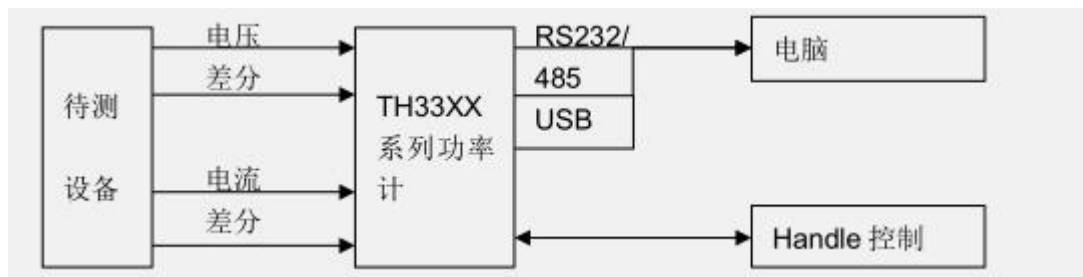 待测
设备
电压
差分
电流
差分
TH33XX
系列功率
计
RS232/
485
USB
电脑
Handle 控制